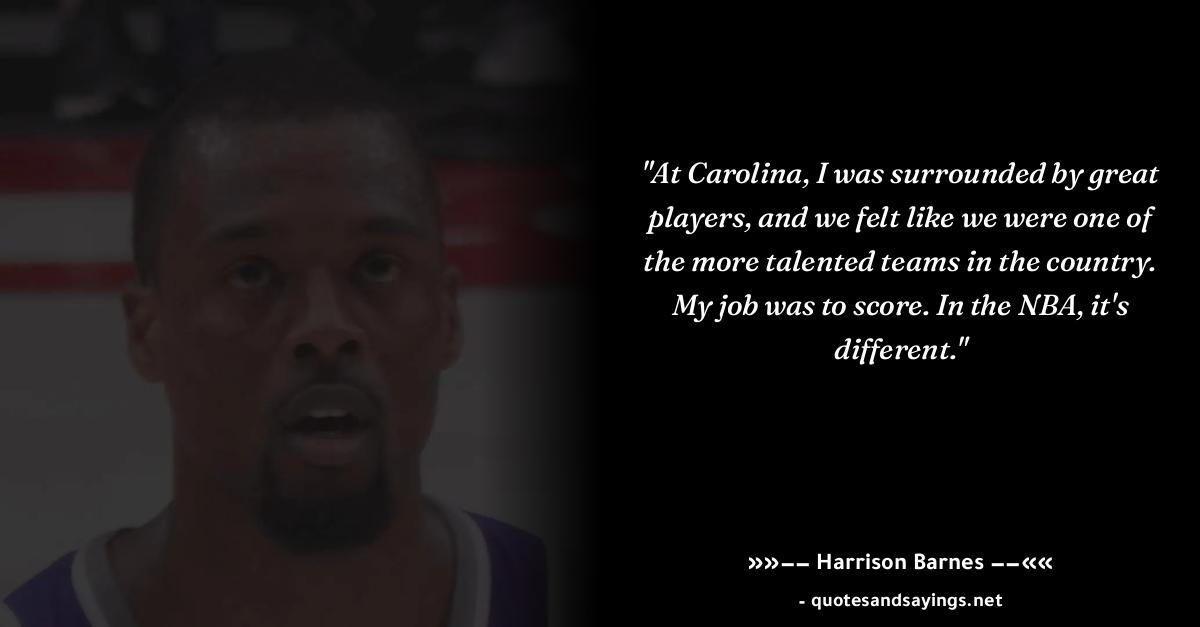 "At Carolina, I was surrounded by great
players, and we felt like we were one of
the more talented teams in the country.
My job was to score. In the NBA, it's
different."
»»−− Harrison Barnes −−««
- quotesandsayings.net